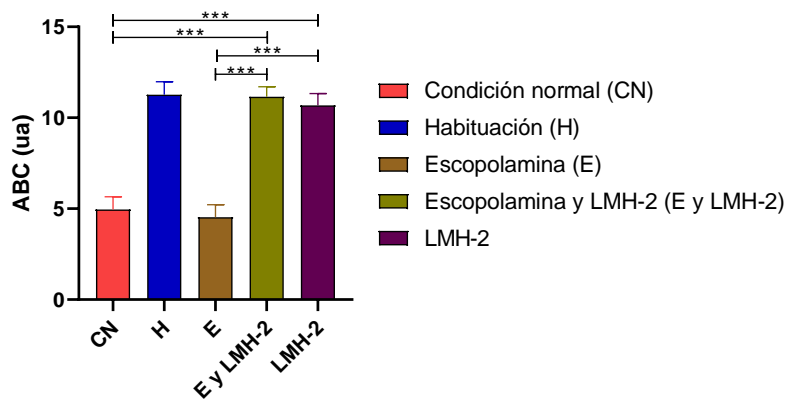 ***
***
***
***
15
10
5
0
ABC (ua)
CN
H
E
E y LMH-2
LMH-2
Condición normal (CN)
Habituación (H)
Escopolamina (E)
Escopolamina y LMH-2 (E y LMH-2)
LMH-2